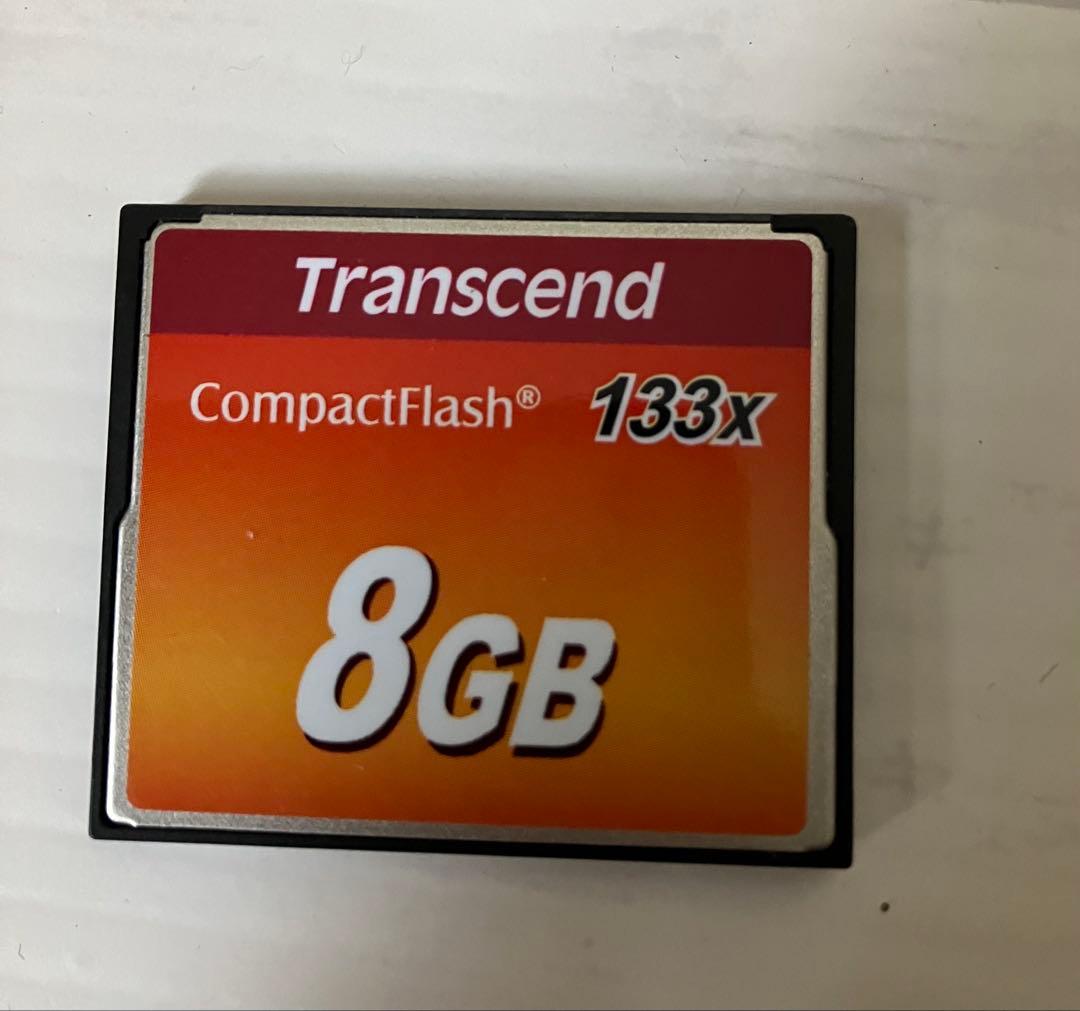 Transcend
CompactFlash® 133x
8GB